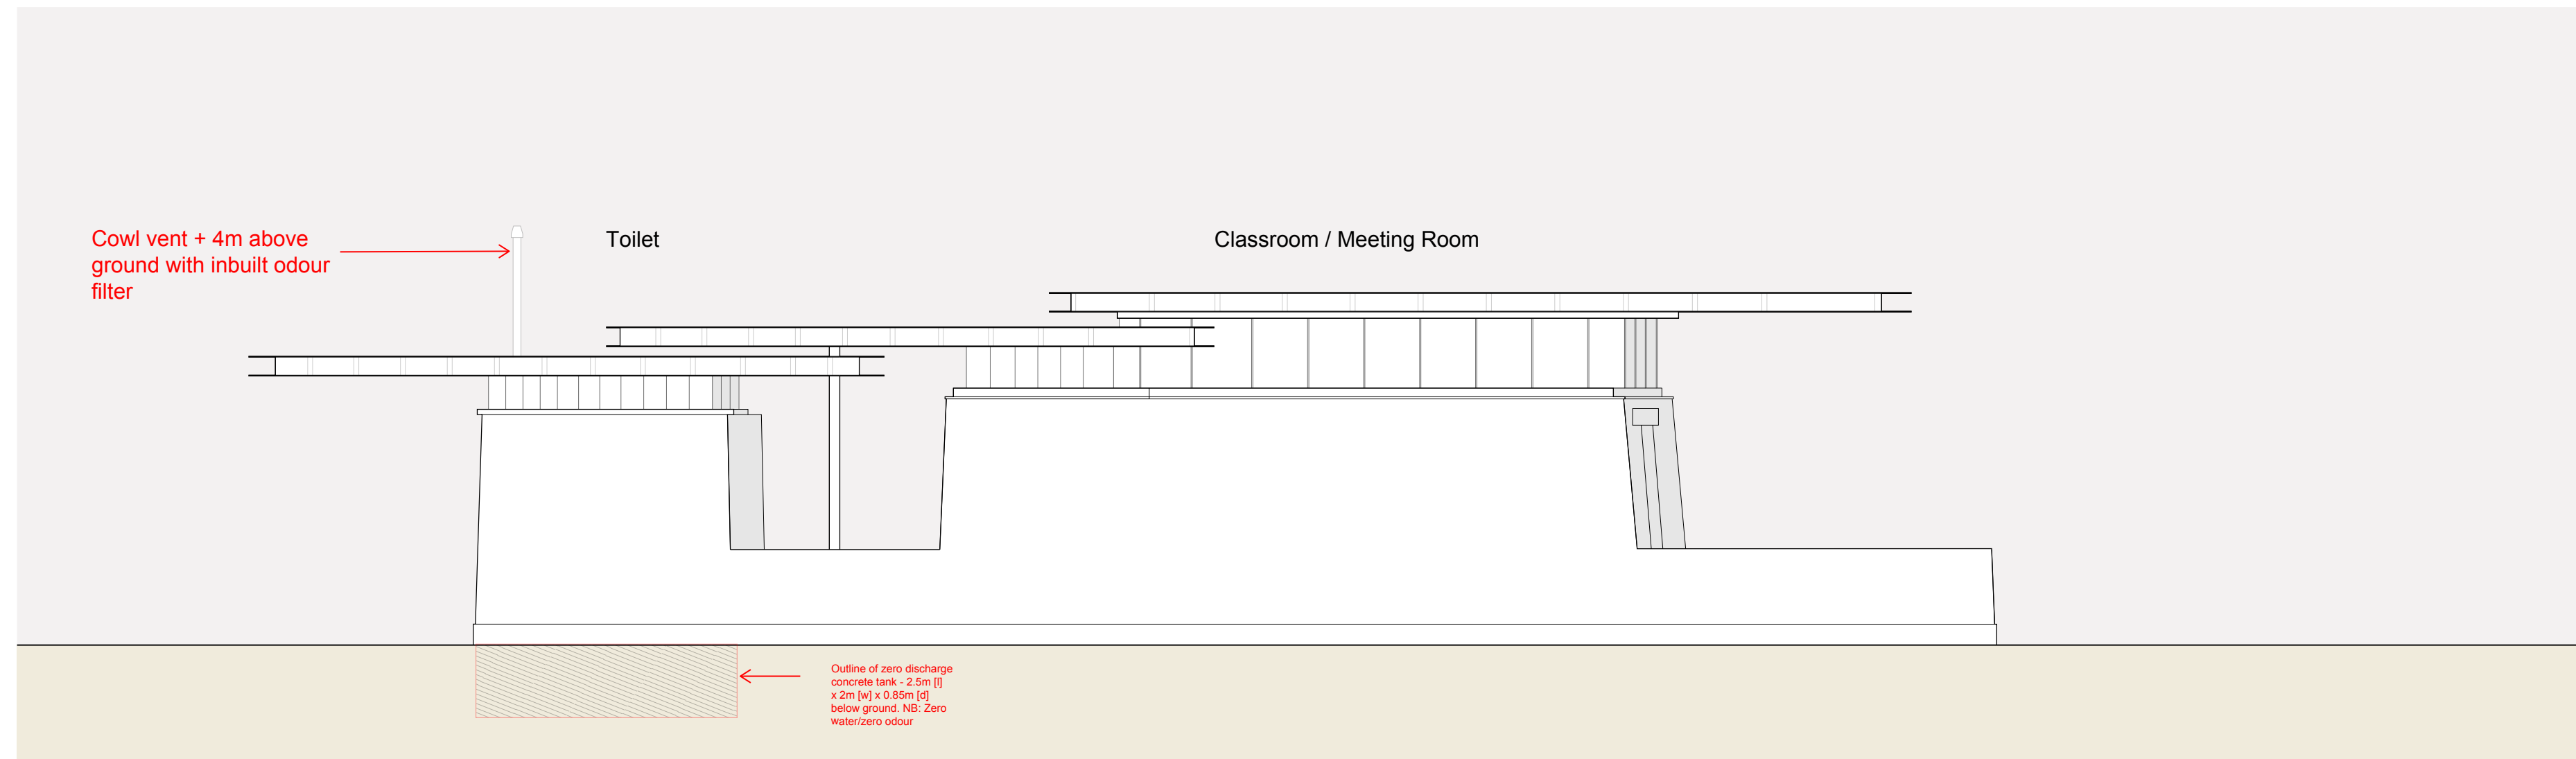 Cowl vent + 4m above
ground with inbuilt odour
filter
Toilet
Classroom / Meeting Room
Outline of zero discharge
concrete tank - 2.5m [l]
x 2m [w] x 0.85m [d]
below ground. NB: Zero
water/zero odour